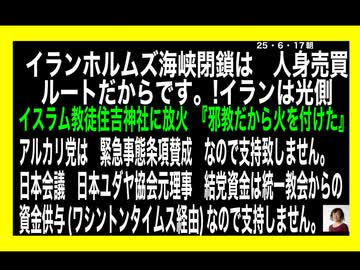 25・6・17朝
イランホルムズ海峡閉鎖は　人身売買
ルートだからです。!イランは光側
イスラム教徒住吉神社に放火　『邪教だから火を付けた』
アルカリ党は　緊急事態条項賛成　なので支持致しません。
日本会議　日本ユダヤ協会元理事　結党資金は統一教会からの
資金供与(ワシントンタイムス経由)なので支持しません。